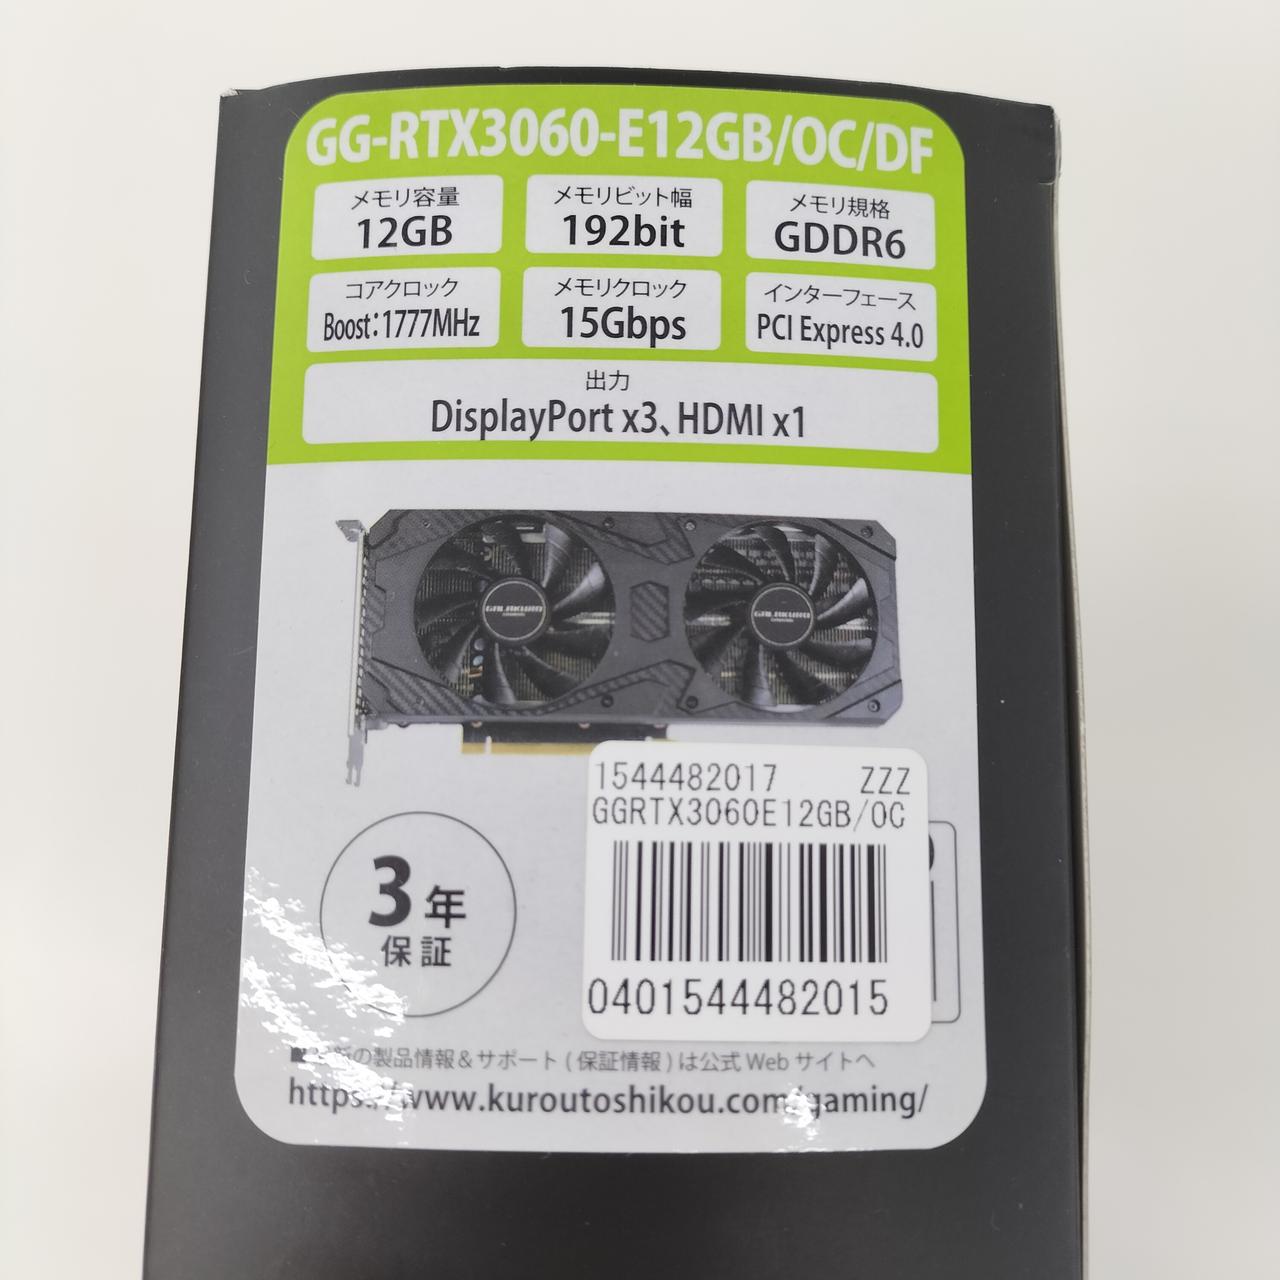 GG-RTX3060-E12GB/OC/DF
メモリ容量
12GB
メモリビット幅
192bit
メモリ規格
GDDR6
コアクロック
Boost:1777MHz
メモリクロック
15Gbps
インターフェース
PCI Express 4.0
出力
DisplayPort x3、HDMI x1
GALAKURO
GALAKURO
1544482017 ZZZ
GGRTX3060E12GB/OC
0401544482015
3年
保証
の製品情報&サポート(保証情報)は公式Webサイトへ
https://www.kuroutoshikou.com/gaming/